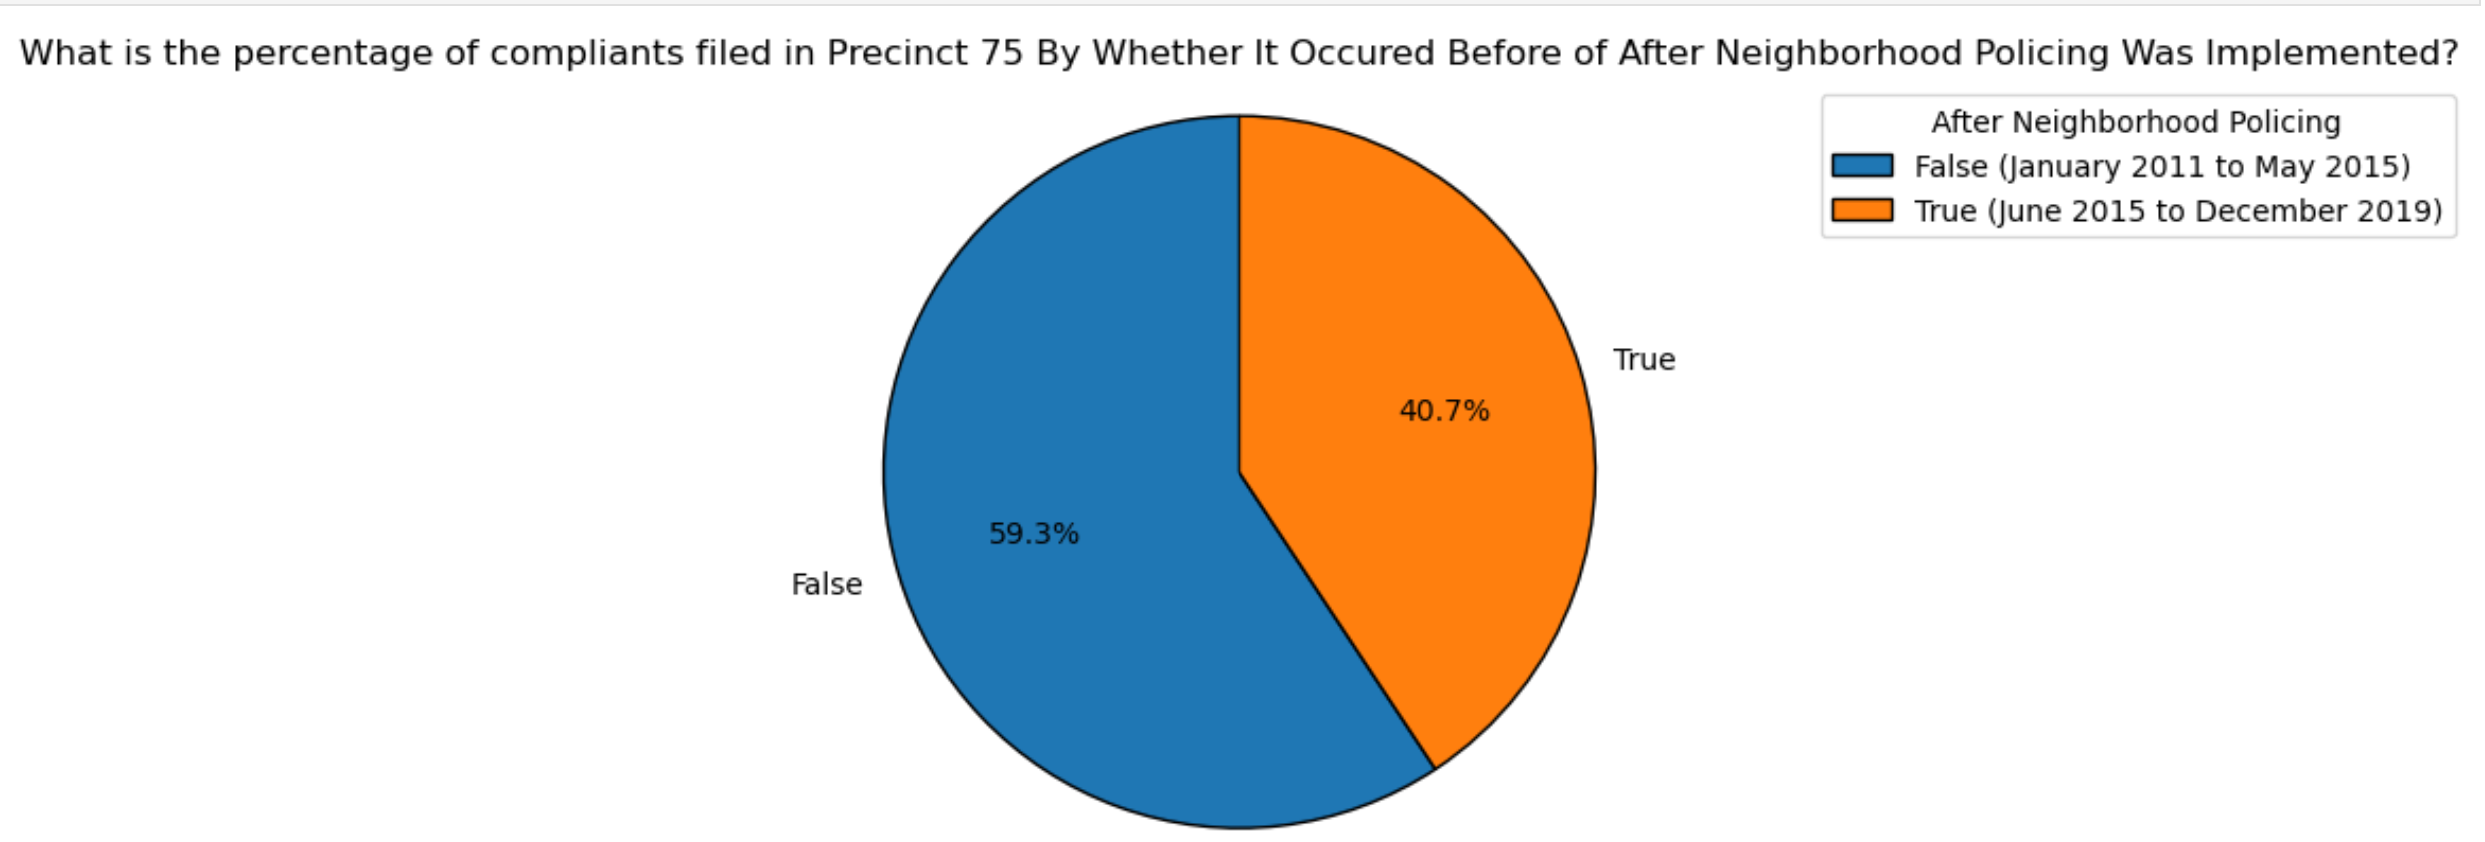 What is the percentage of compliants filed in Precinct 75 By Whether It Occured Before of After Neighborhood Policing Was Implemented?
After Neighborhood Policing
False (January 2011 to May 2015)
True (June 2015 to December 2019)
True
40.7%
59.3%
False